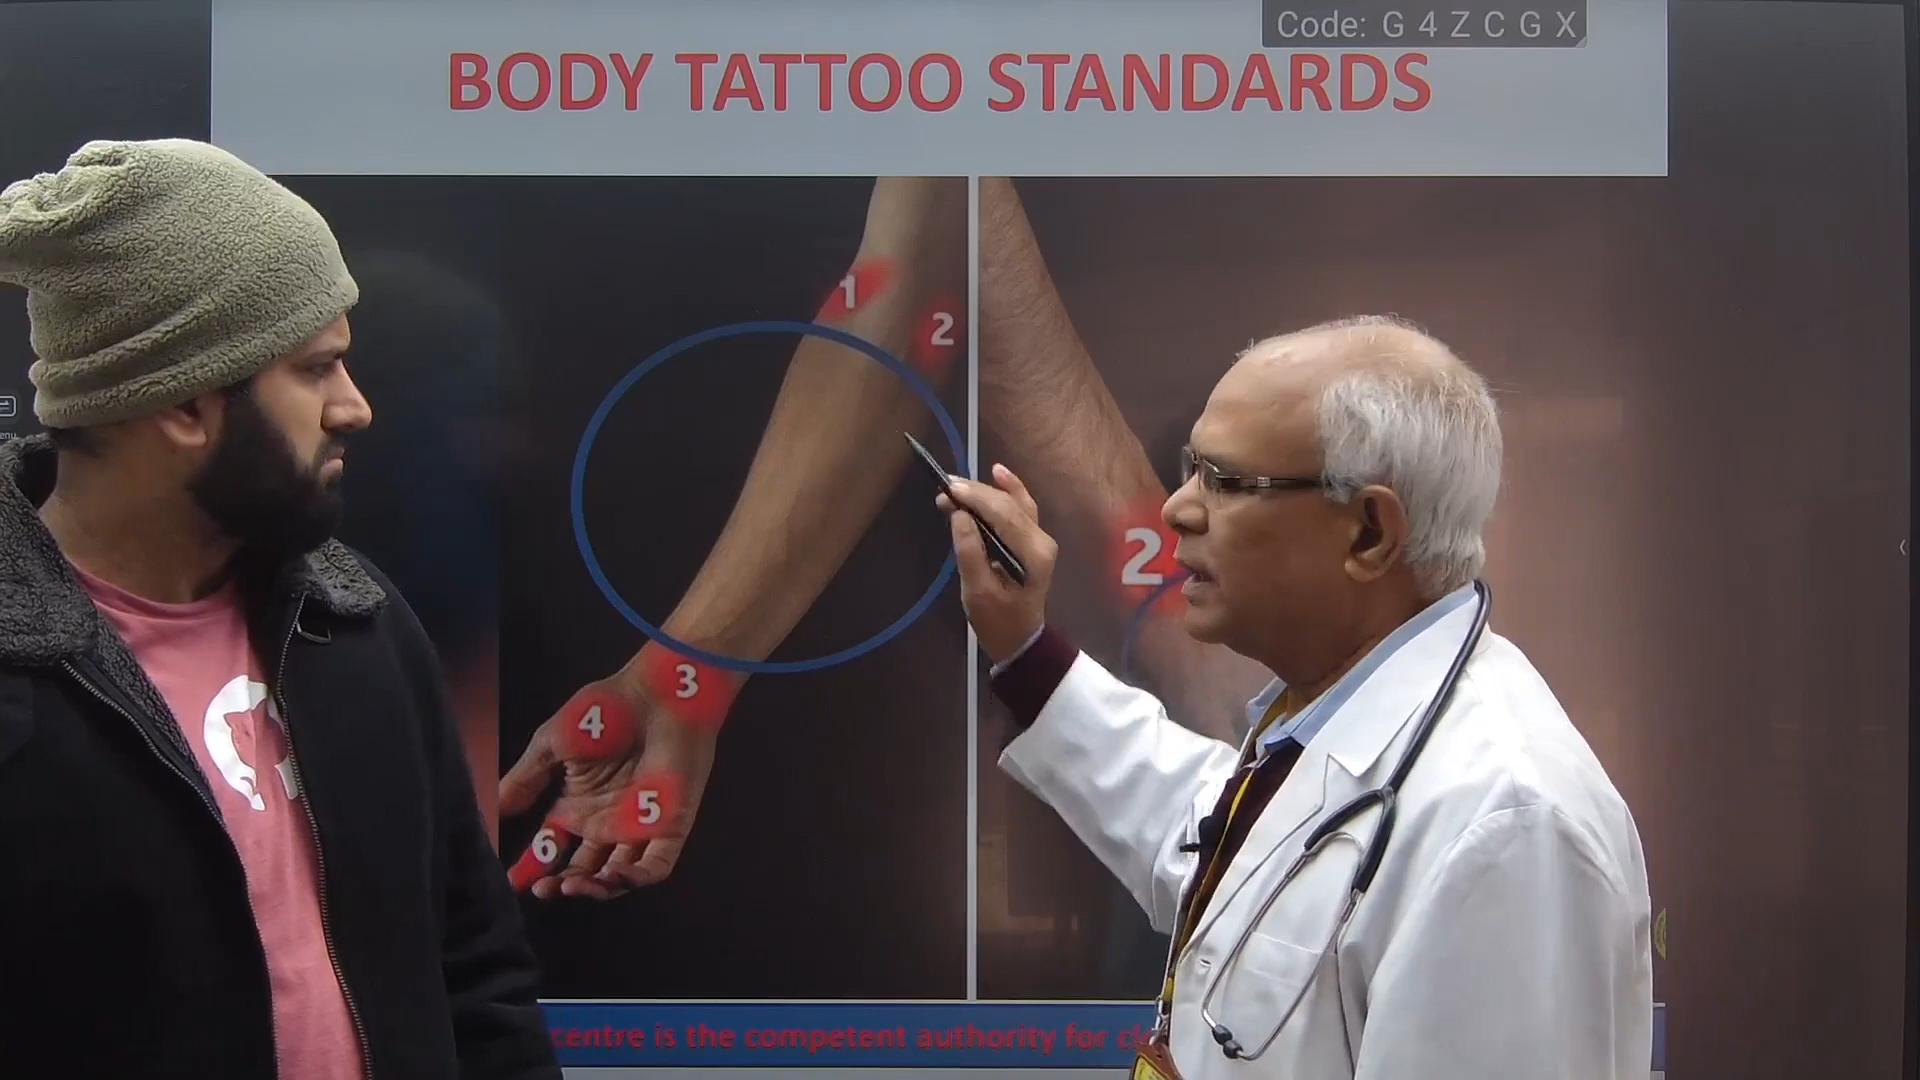 Code: G 4 Z C G X
BODY TATTOO STANDARDS
1
2
3
4
5
6
2
centre is the competent authority for